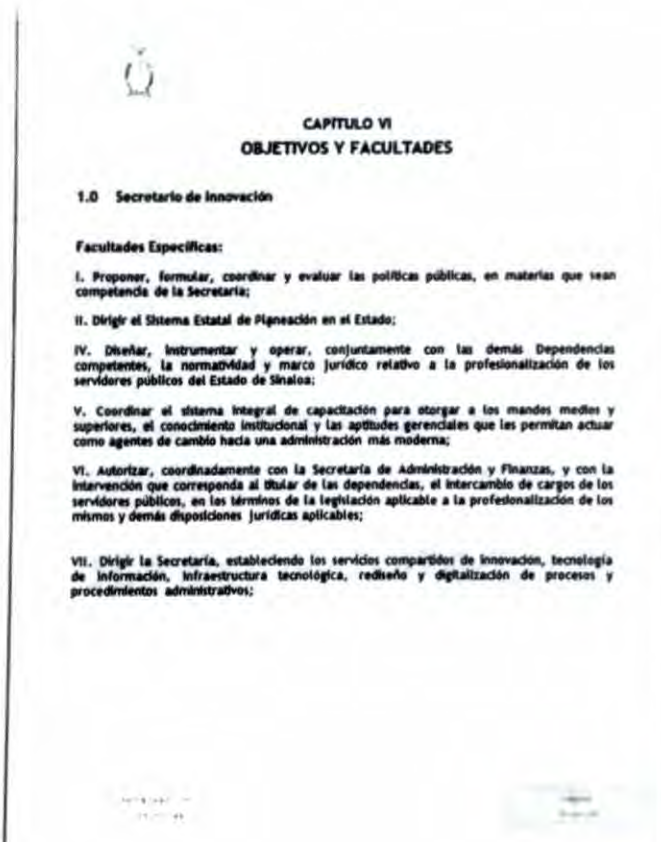 CAPÍTULO VI
OBJETIVOS Y FACULTADES
1.0 Secretario de Innovación
Facultades Específicas:
I. Proponer, formular, coordinar y evaluar las políticas públicas, en materias que sean
competencia de la Secretaría;
II. Dirigir el Sistema Estatal de Planeación en el Estado;
IV. Diseñar, instrumentar y operar, conjuntamente con las demás Dependencias
competentes, la normatividad y marco jurídico relativo a la profesionalización de los
servidores públicos del Estado de Sinaloa;
V. Coordinar el sistema integral de capacitación para otorgar a los mandos medios y
superiores, el conocimiento institucional y las aptitudes gerenciales que les permitan actuar
como agentes de cambio hacia una administración más moderna;
VI. Autorizar, coordinadamente con la Secretaría de Administración y Finanzas, y con la
intervención que corresponda al titular de las dependencias, el intercambio de cargos de los
servidores públicos, en los términos de la legislación aplicable a la profesionalización de los
mismos y demás disposiciones jurídicas aplicables;
VII. Dirigir la Secretaría, estableciendo los servicios compartidos de innovación, tecnología
de información, infraestructura tecnológica, rediseño y digitalización de procesos y
procedimientos administrativos;